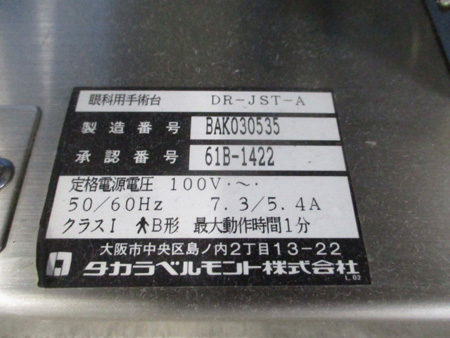 眼科用手術台 DR-JST-A
製造番号 BAK030535
承認番号 61B-1422
定格電源電圧 100V・～・
50/60Hz 7.3/5.4A
クラスI B形 最大動作時間1分
大阪市中央区島ノ内2丁目13-22
タカラベルモント株式会社
L.02